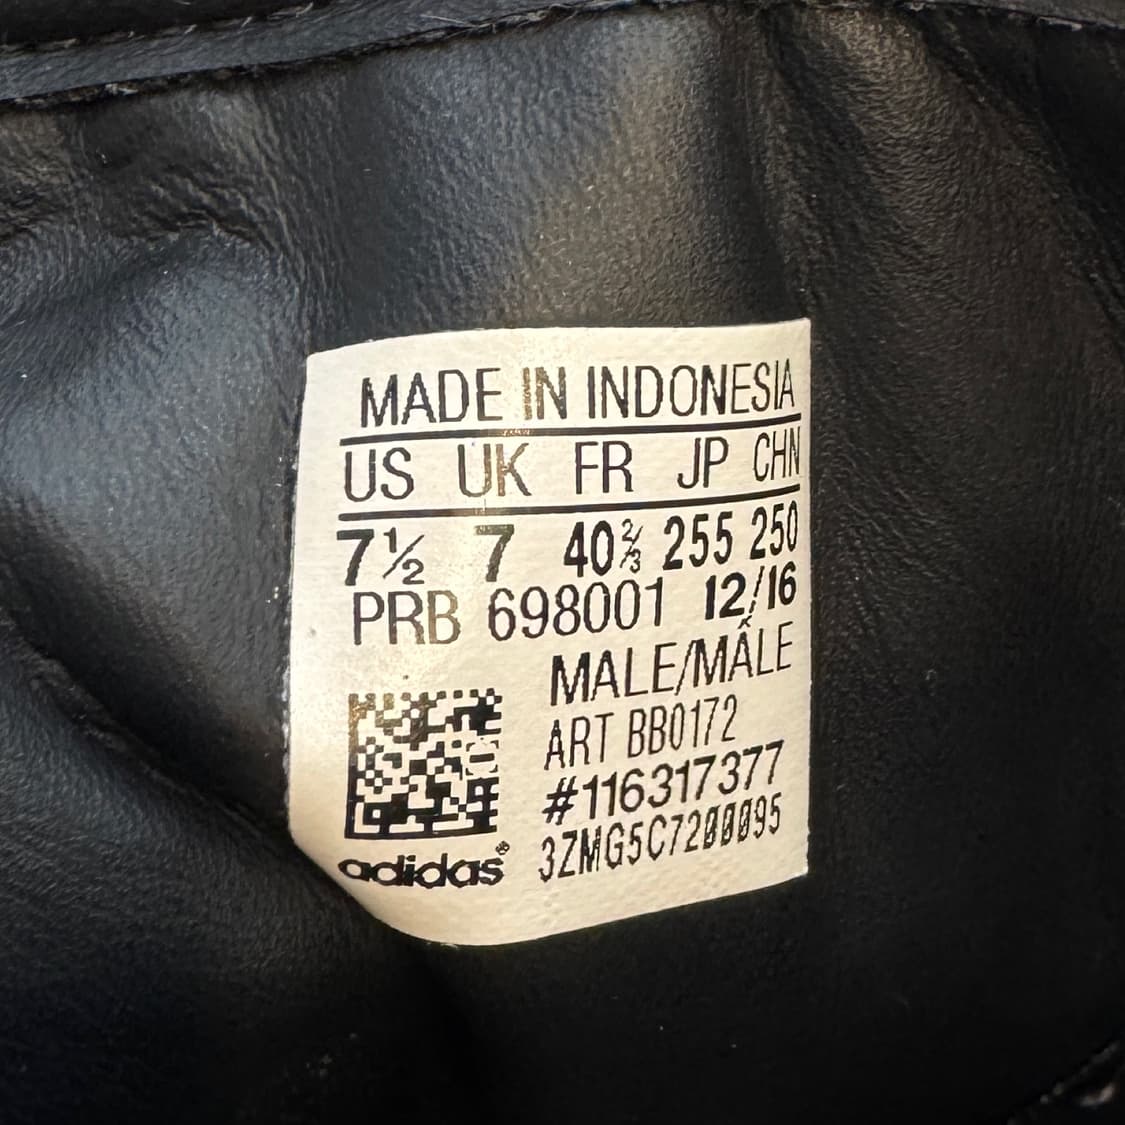 MADE IN INDONESIA
US UK FR JP CHN
7½ 7 40⅔ 255 250
PRB 698001 12/16
MALE/MÂLE
ART BB0172
#116317377
3ZMG5C7200095
adidas®